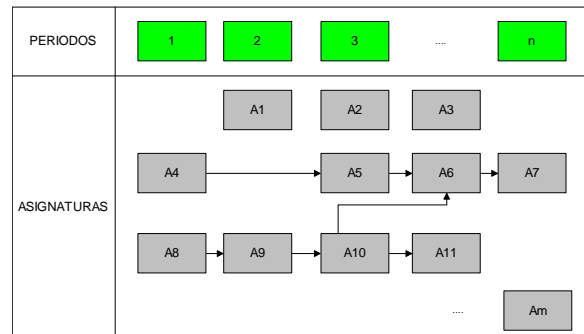 PERIODOS 1 2 3 .... n
A1 A2 A3
A4 A5 A6 A7
ASIGNATURAS
A8 A9 A10 A11
.... Am